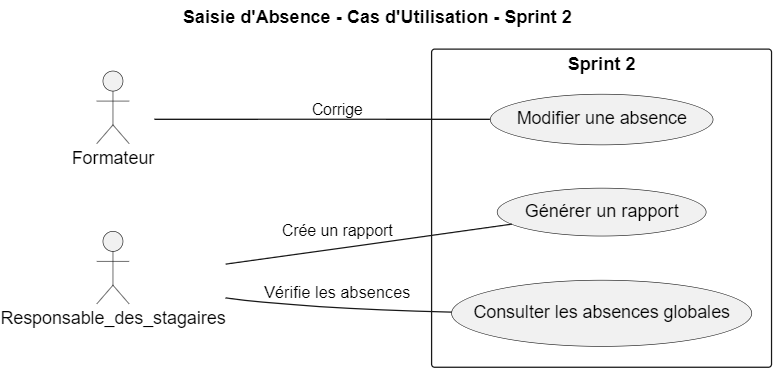 Saisie d'Absence - Cas d'Utilisation - Sprint 2
Sprint 2
Corrige
Modifier une absence
Formateur
Générer un rapport
Crée un rapport
Vérifie les absences
Consulter les absences globales
Responsable_des_stagaires